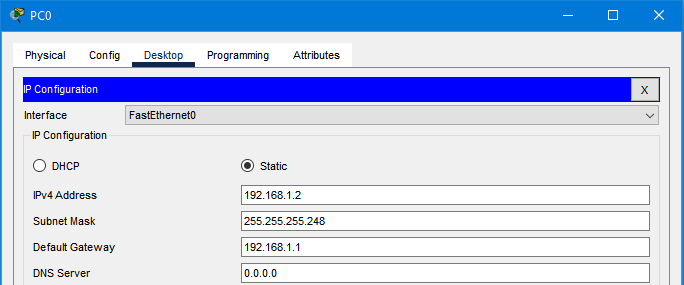 PC0
Physical Config Desktop Programming Attributes
IP Configuration X
Interface FastEthernet0
IP Configuration
DHCP Static
IPv4 Address 192.168.1.2
Subnet Mask 255.255.255.248
Default Gateway 192.168.1.1
DNS Server 0.0.0.0